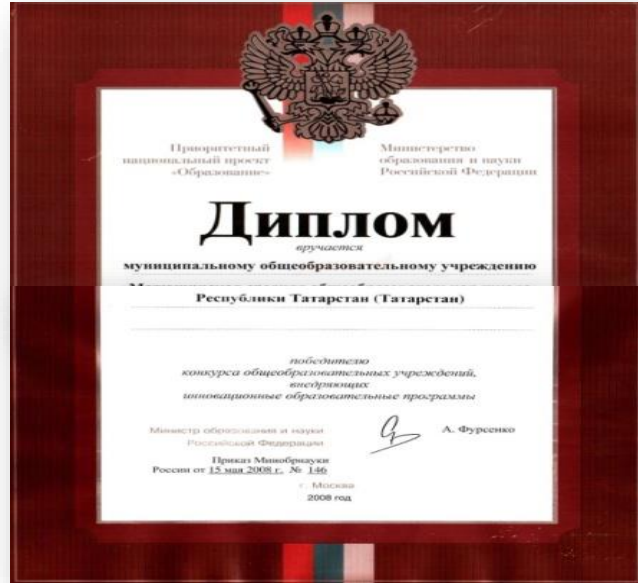 Приоритетный
национальный проект
«Образование»
Министерство
образования и науки
Российской Федерации
Диплом
вручается
муниципальному общеобразовательному учреждению
Республики Татарстан (Татарстан)
победителю
конкурса общеобразовательных учреждений,
внедряющих
инновационные образовательные программы
Министр образования и науки
Российской Федерации
А. Фурсенко
Приказ Минобрнауки
России от 15 мая 2008 г. № 146
г. Москва
2008 год